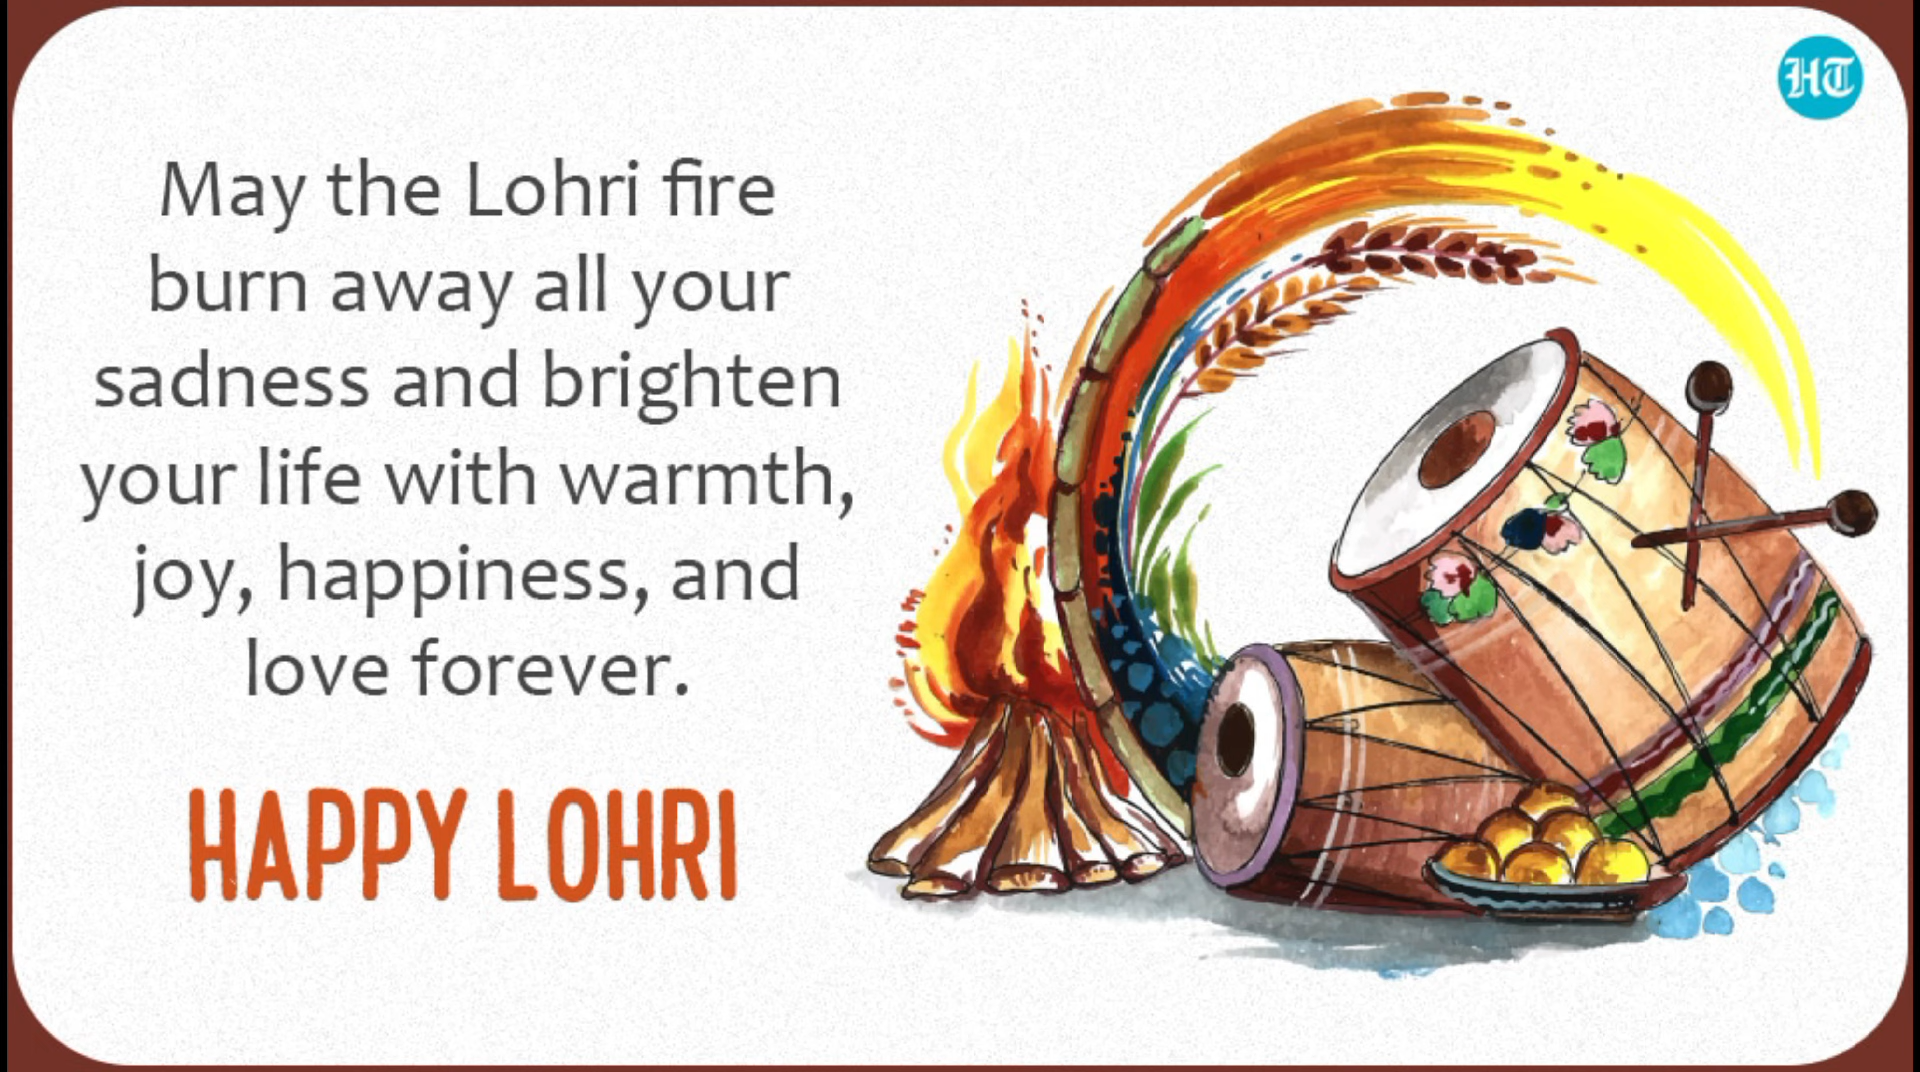 HT
May the Lohri fire
burn away all your
sadness and brighten
your life with warmth,
joy, happiness, and
love forever.
HAPPY LOHRI